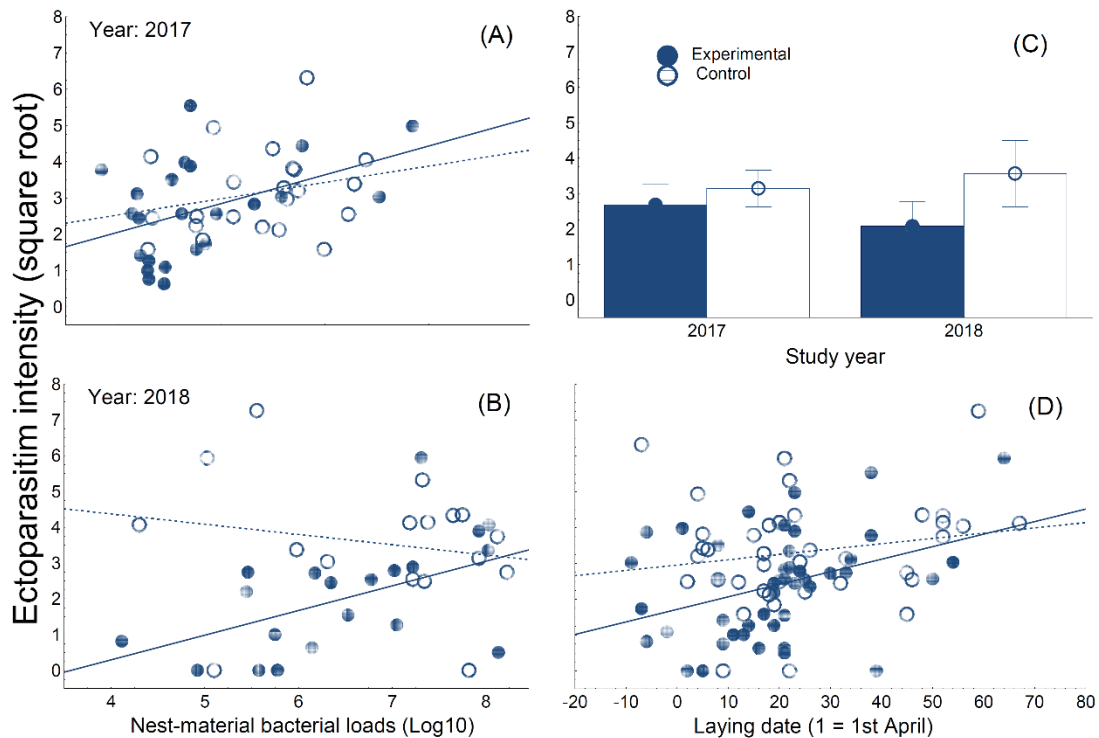 Ectoparasitim intensity (square root)
Year: 2017
(A)
8
7
6
5
4
3
2
1
0
(C)
Experimental
Control
8
7
6
5
4
3
2
1
0
2017 2018
Study year
Year: 2018
(B)
8
7
6
5
4
3
2
1
0
4 5 6 7 8
Nest-material bacterial loads (Log10)
(D)
-20 -10 0 10 20 30 40 50 60 70 80
Laying date (1 = 1st April)